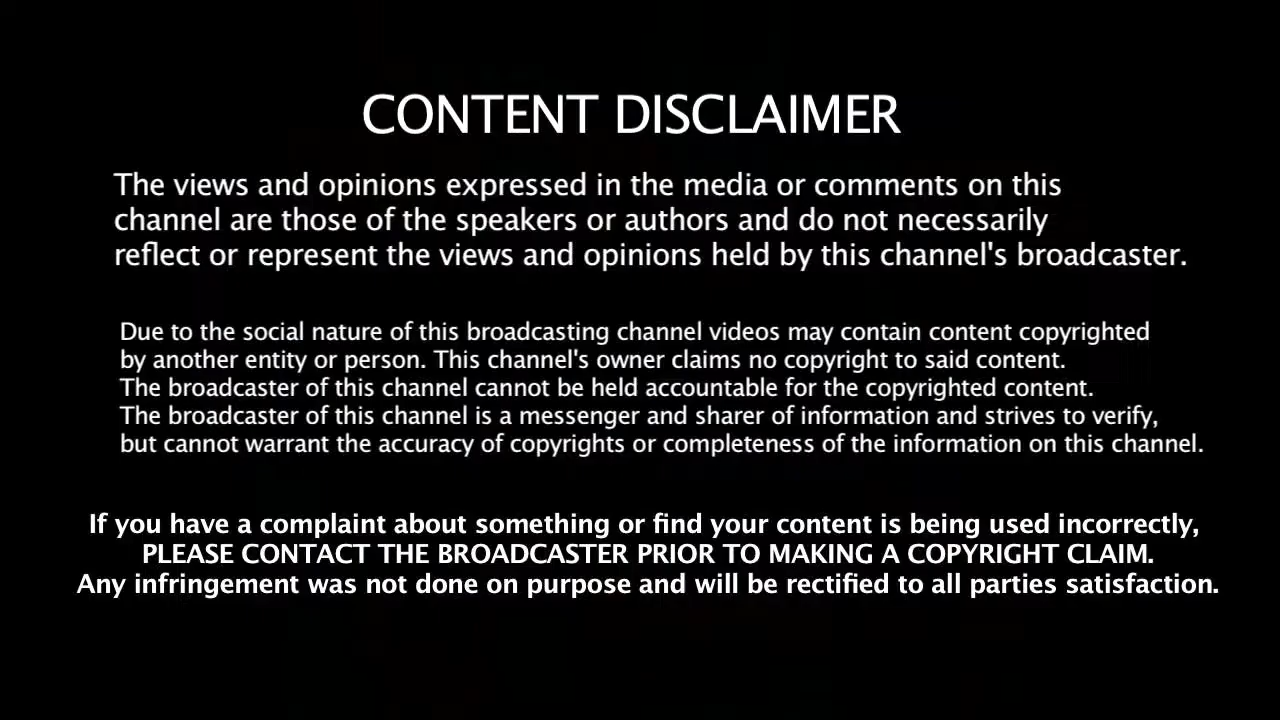 CONTENT DISCLAIMER
The views and opinions expressed in the media or comments on this
channel are those of the speakers or authors and do not necessarily
reflect or represent the views and opinions held by this channel's broadcaster.
Due to the social nature of this broadcasting channel videos may contain content copyrighted
by another entity or person. This channel's owner claims no copyright to said content.
The broadcaster of this channel cannot be held accountable for the copyrighted content.
The broadcaster of this channel is a messenger and sharer of information and strives to verify,
but cannot warrant the accuracy of copyrights or completeness of the information on this channel.
If you have a complaint about something or find your content is being used incorrectly,
PLEASE CONTACT THE BROADCASTER PRIOR TO MAKING A COPYRIGHT CLAIM.
Any infringement was not done on purpose and will be rectified to all parties satisfaction.